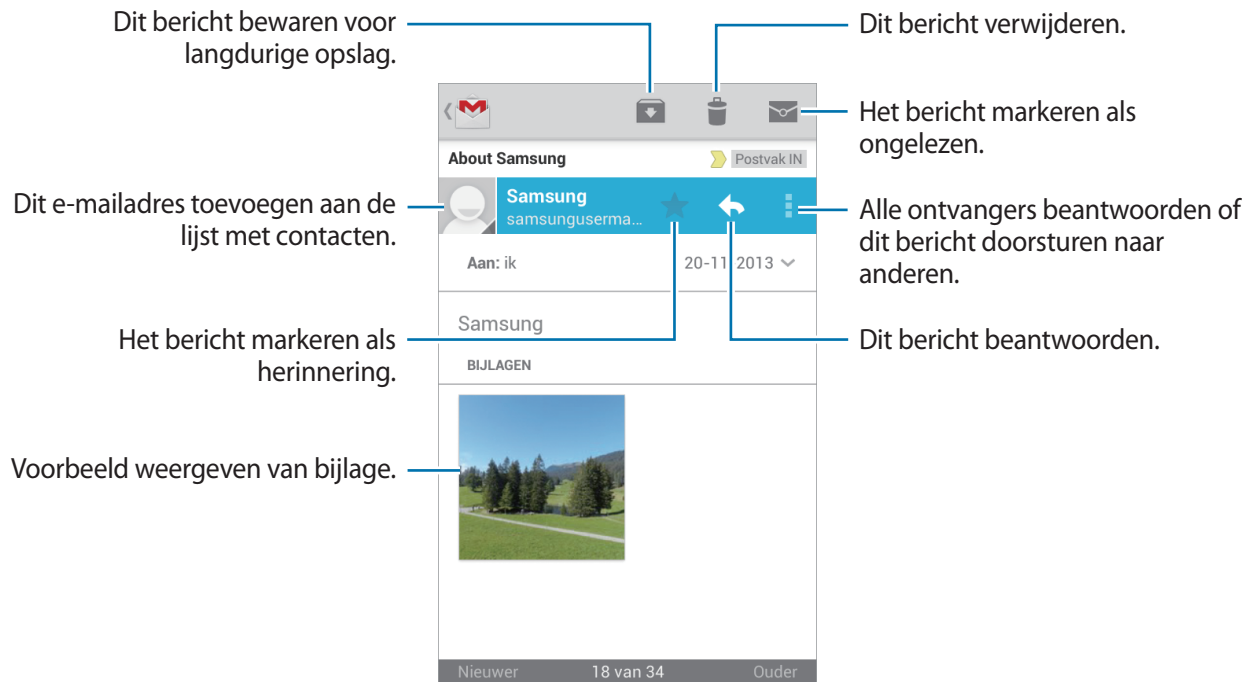 Dit bericht bewaren voor
langdurige opslag.
Dit bericht verwijderen.
Het bericht markeren als
ongelezen.
About Samsung
Postvak IN
Dit e-mailadres toevoegen aan de
lijst met contacten.
Samsung
samsunguserma...
Alle ontvangers beantwoorden of
dit bericht doorsturen naar
anderen.
Aan: ik
20-11 2013
Samsung
Het bericht markeren als
herinnering.
Dit bericht beantwoorden.
BIJLAGEN
Voorbeeld weergeven van bijlage.
Nieuwer
18 van 34
Ouder